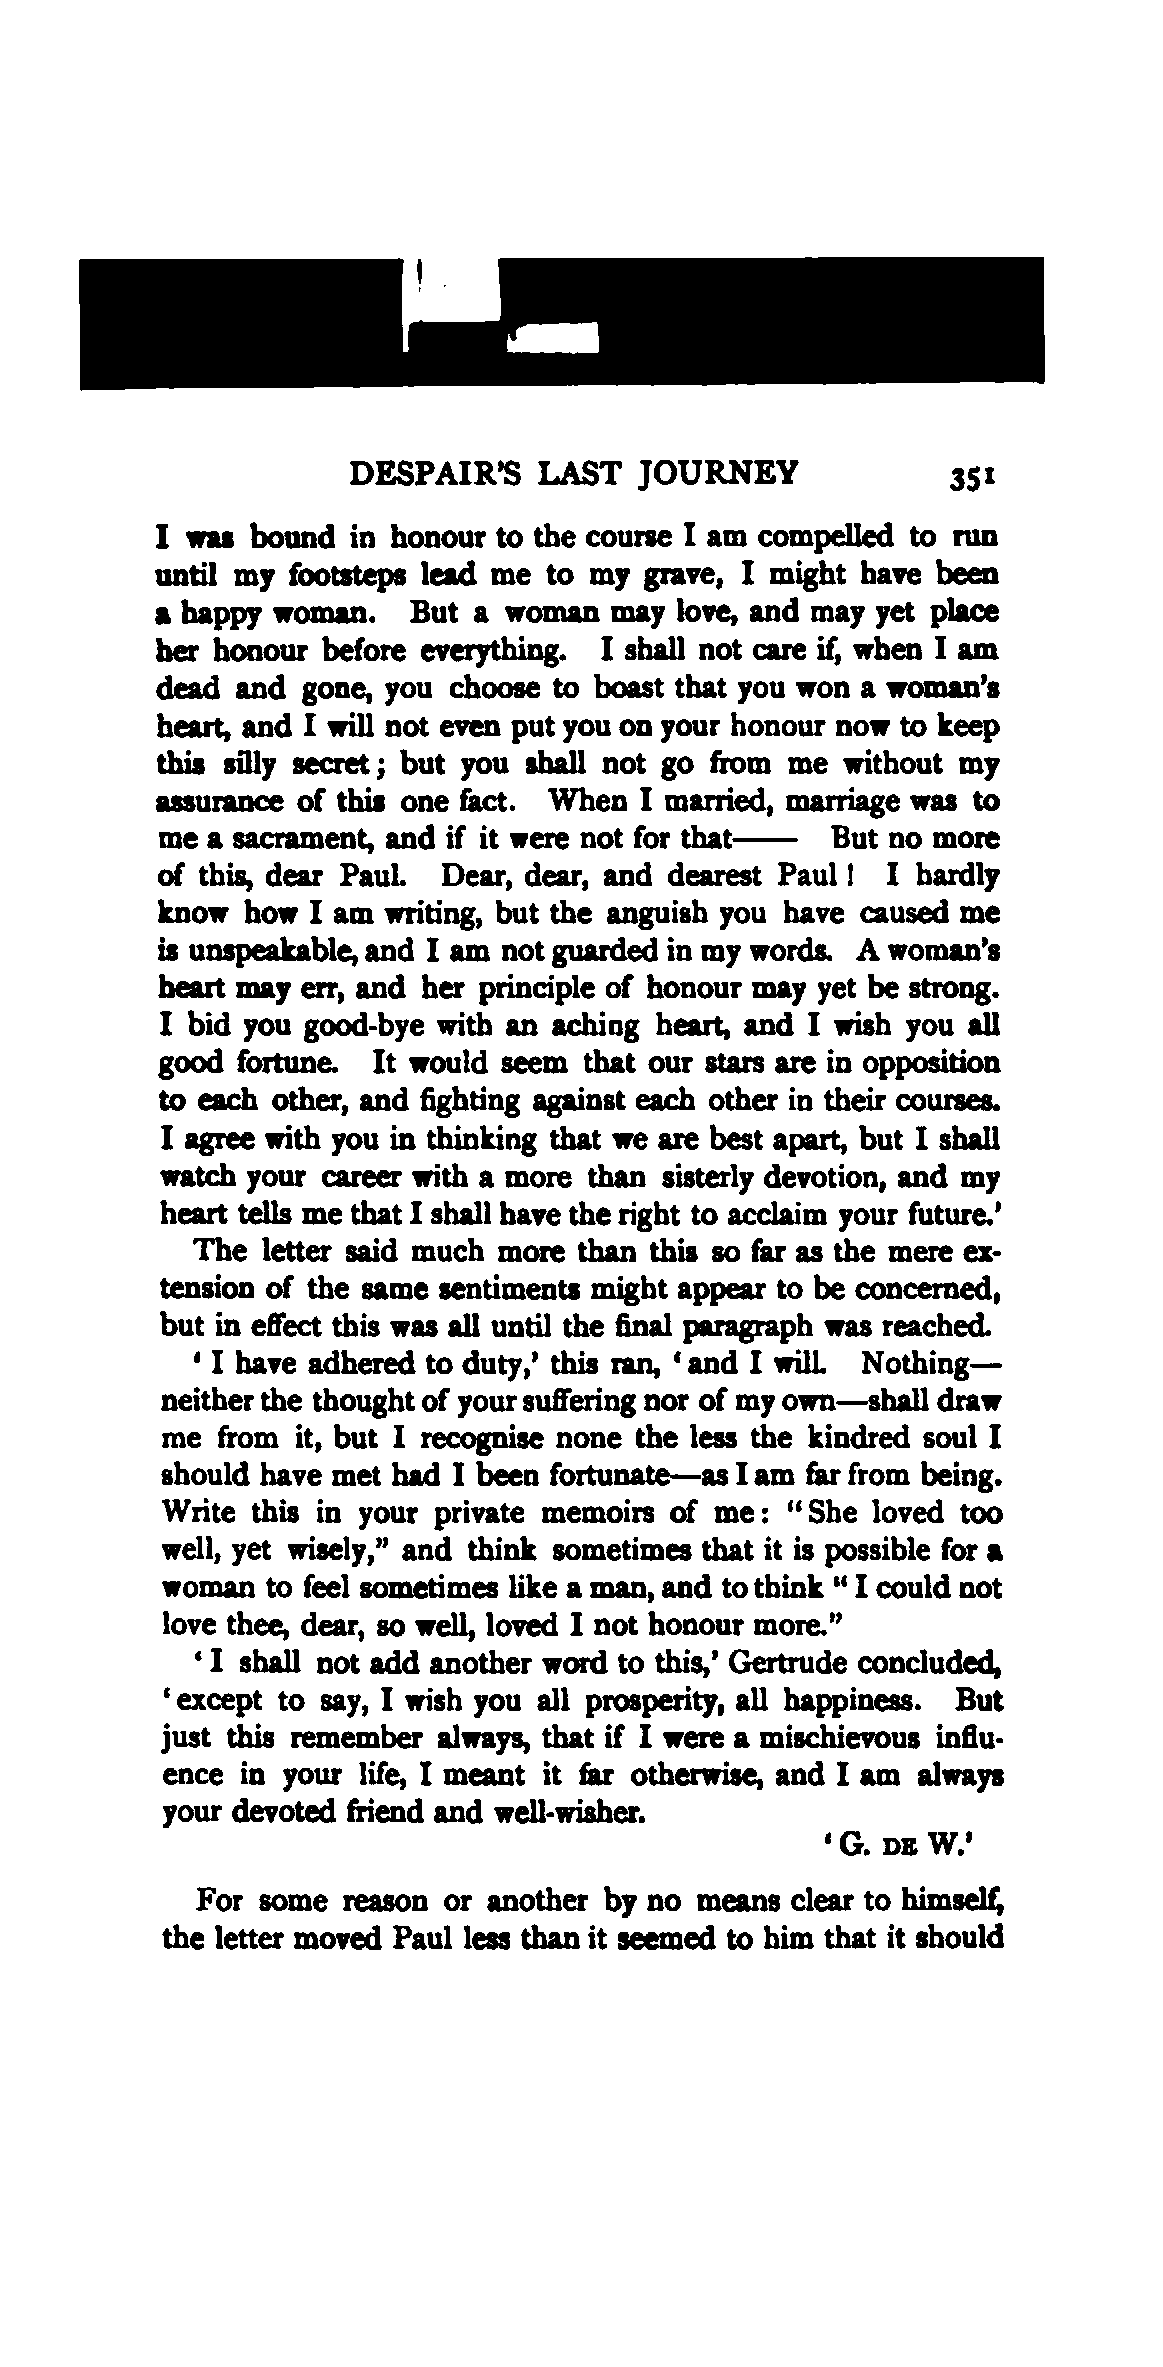 DESPAIR'S LAST JOURNEY 351
I was bound in honour to the course I am compelled to run
until my footsteps lead me to my grave, I might have been
a happy woman. But a woman may love, and may yet place
her honour before everything. I shall not care if, when I am
dead and gone, you choose to boast that you won a woman's
heart, and I will not even put you on your honour now to keep
this silly secret; but you shall not go from me without my
assurance of this one fact. When I married, marriage was to
me a sacrament, and if it were not for that—— But no more
of this, dear Paul. Dear, dear, and dearest Paul! I hardly
know how I am writing, but the anguish you have caused me
is unspeakable, and I am not guarded in my words. A woman's
heart may err, and her principle of honour may yet be strong.
I bid you good-bye with an aching heart, and I wish you all
good fortune. It would seem that our stars are in opposition
to each other, and fighting against each other in their courses.
I agree with you in thinking that we are best apart, but I shall
watch your career with a more than sisterly devotion, and my
heart tells me that I shall have the right to acclaim your future.'
The letter said much more than this so far as the mere ex-
tension of the same sentiments might appear to be concerned,
but in effect this was all until the final paragraph was reached.
'I have adhered to duty,' this ran, 'and I will. Nothing—
neither the thought of your suffering nor of my own—shall draw
me from it, but I recognise none the less the kindred soul I
should have met had I been fortunate—as I am far from being.
Write this in your private memoirs of me: "She loved too
well, yet wisely," and think sometimes that it is possible for a
woman to feel sometimes like a man, and to think "I could not
love thee, dear, so well, loved I not honour more."
'I shall not add another word to this,' Gertrude concluded,
'except to say, I wish you all prosperity, all happiness. But
just this remember always, that if I were a mischievous influ-
ence in your life, I meant it far otherwise, and I am always
your devoted friend and well-wisher.
'G. DE W.'
For some reason or another by no means clear to himself,
the letter moved Paul less than it seemed to him that it should